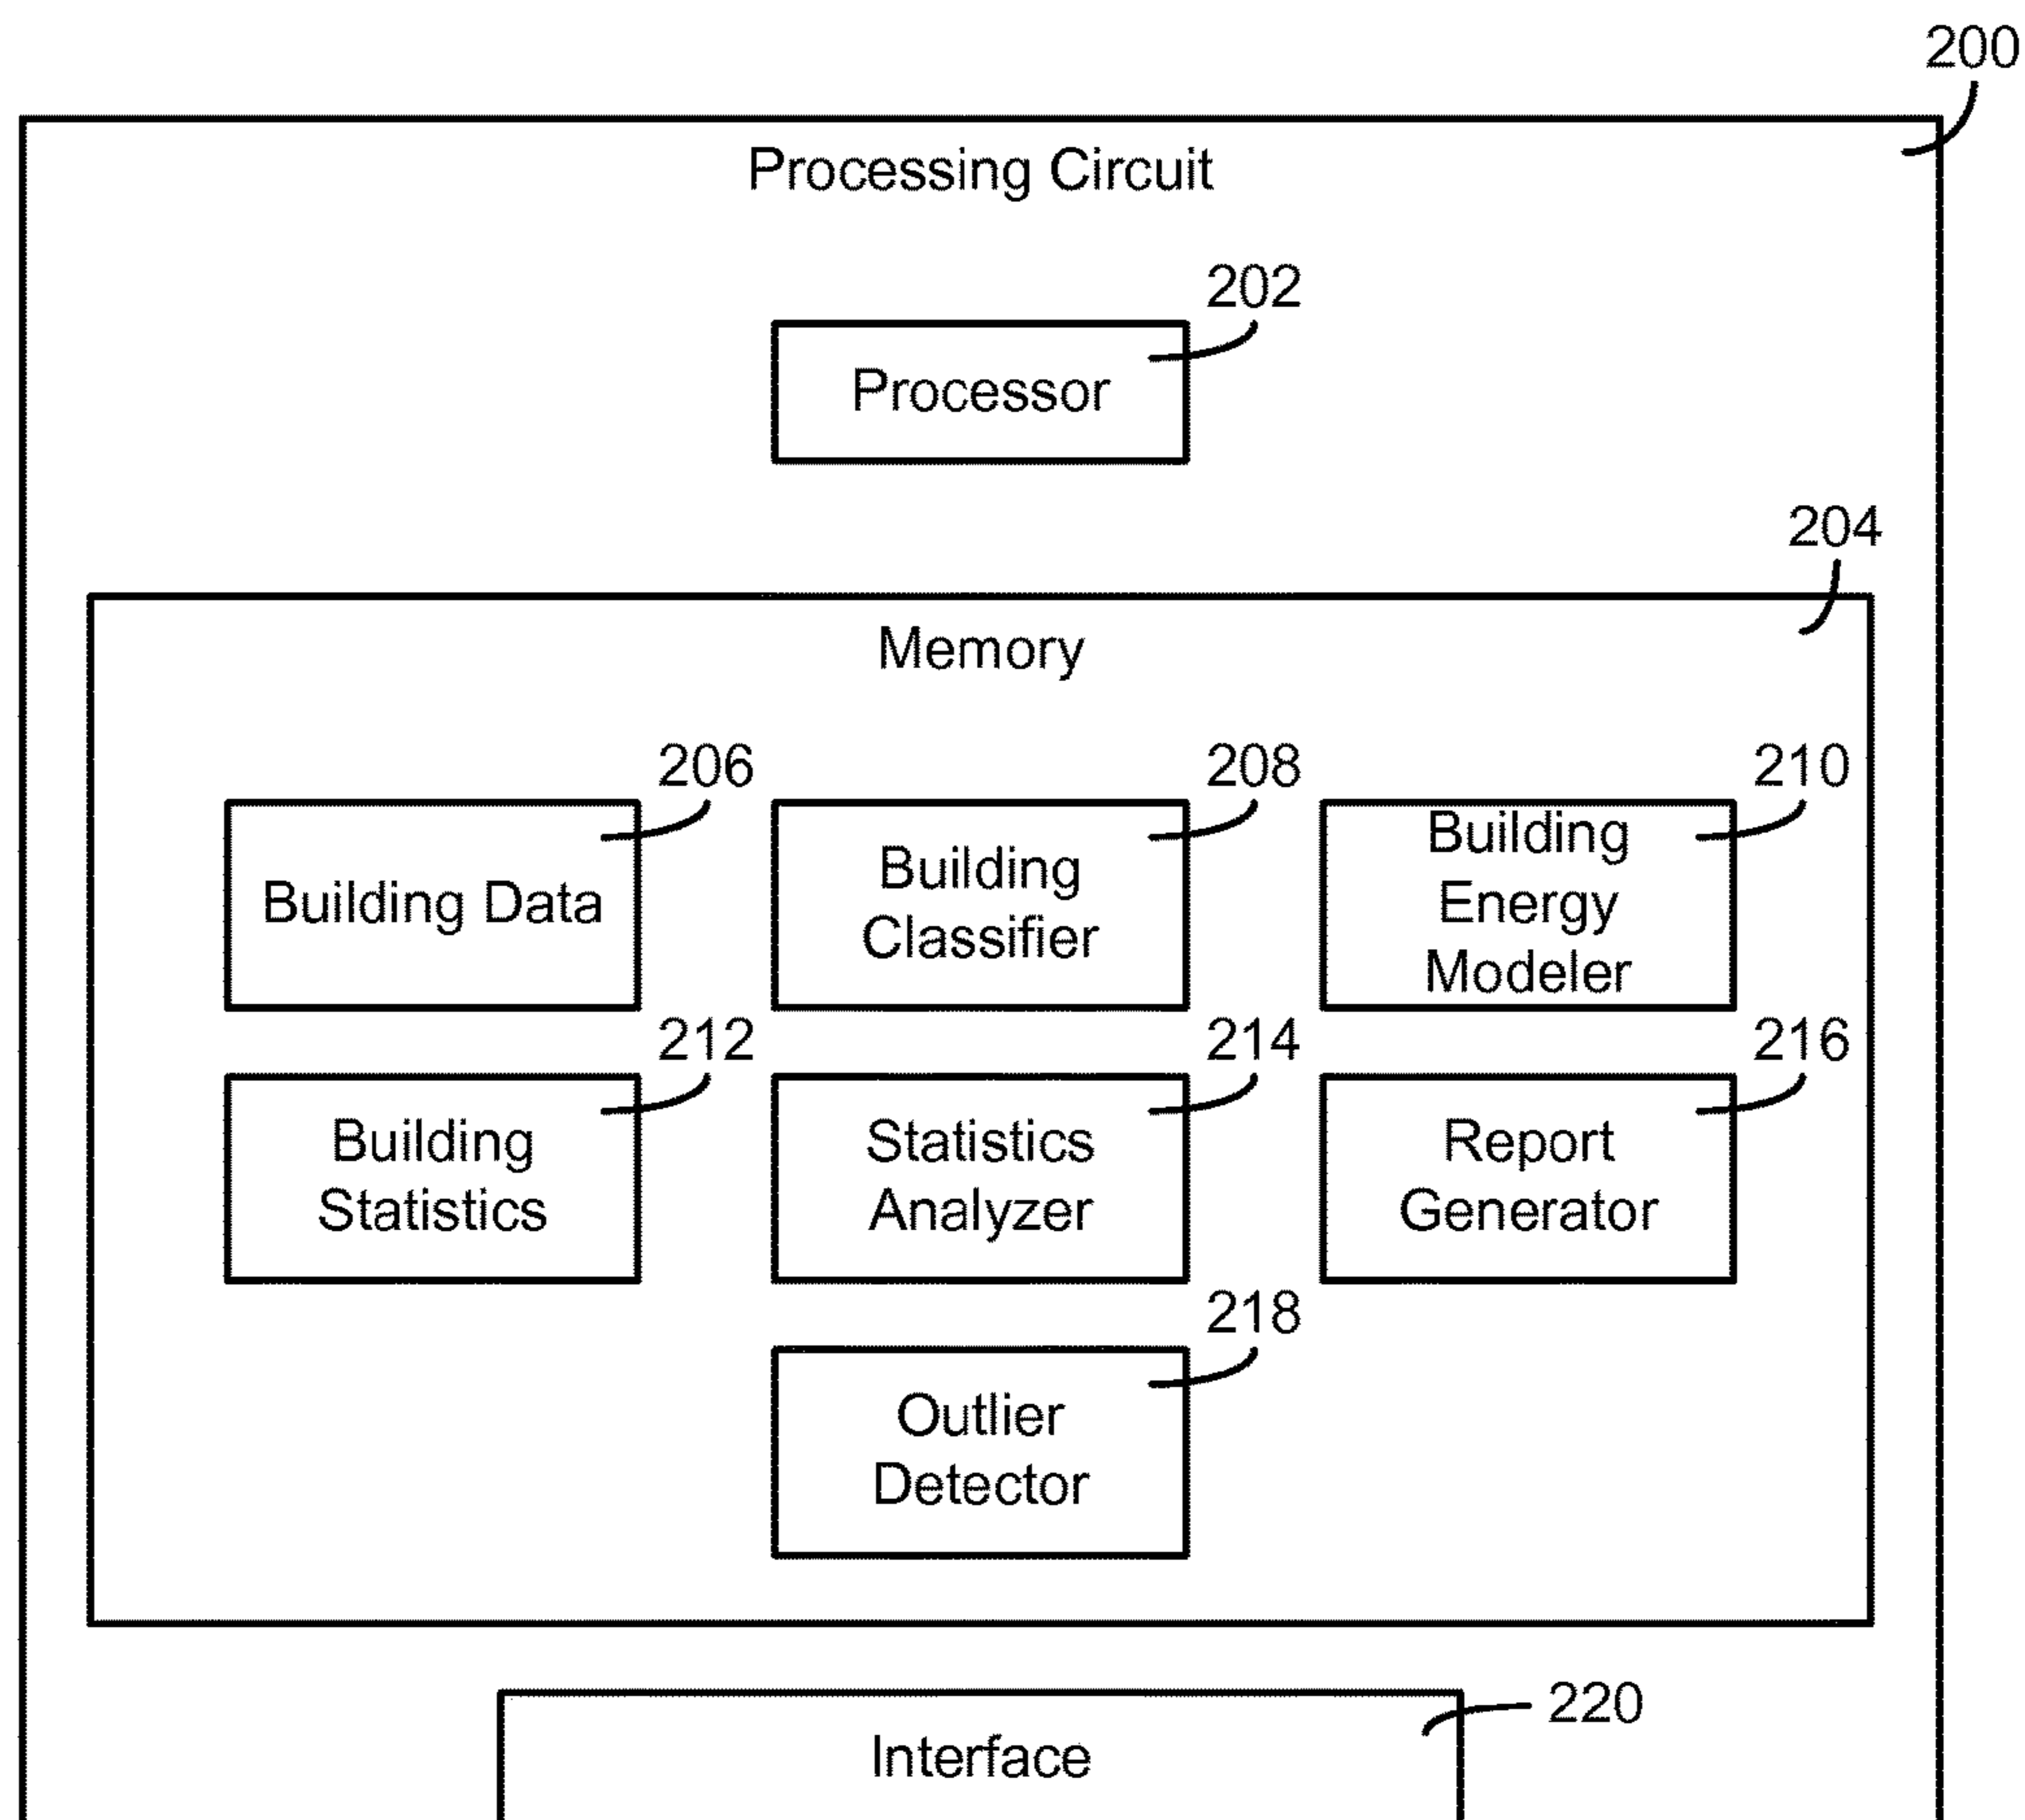 200
Processing Circuit
202
Processor
204
Memory
206
Building Data
208
Building
Classifier
210
Building
Energy
Modeler
212
Building
Statistics
214
Statistics
Analyzer
216
Report
Generator
218
Outlier
Detector
220
Interface